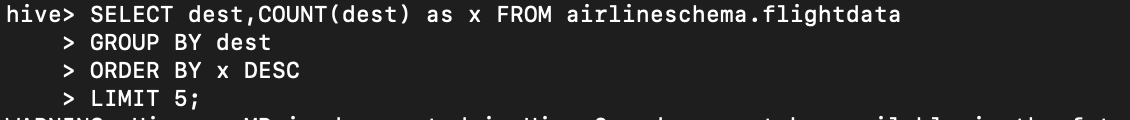 hive> SELECT dest,COUNT(dest) as x FROM airlineschema.flightdata
    > GROUP BY dest
    > ORDER BY x DESC
    > LIMIT 5;